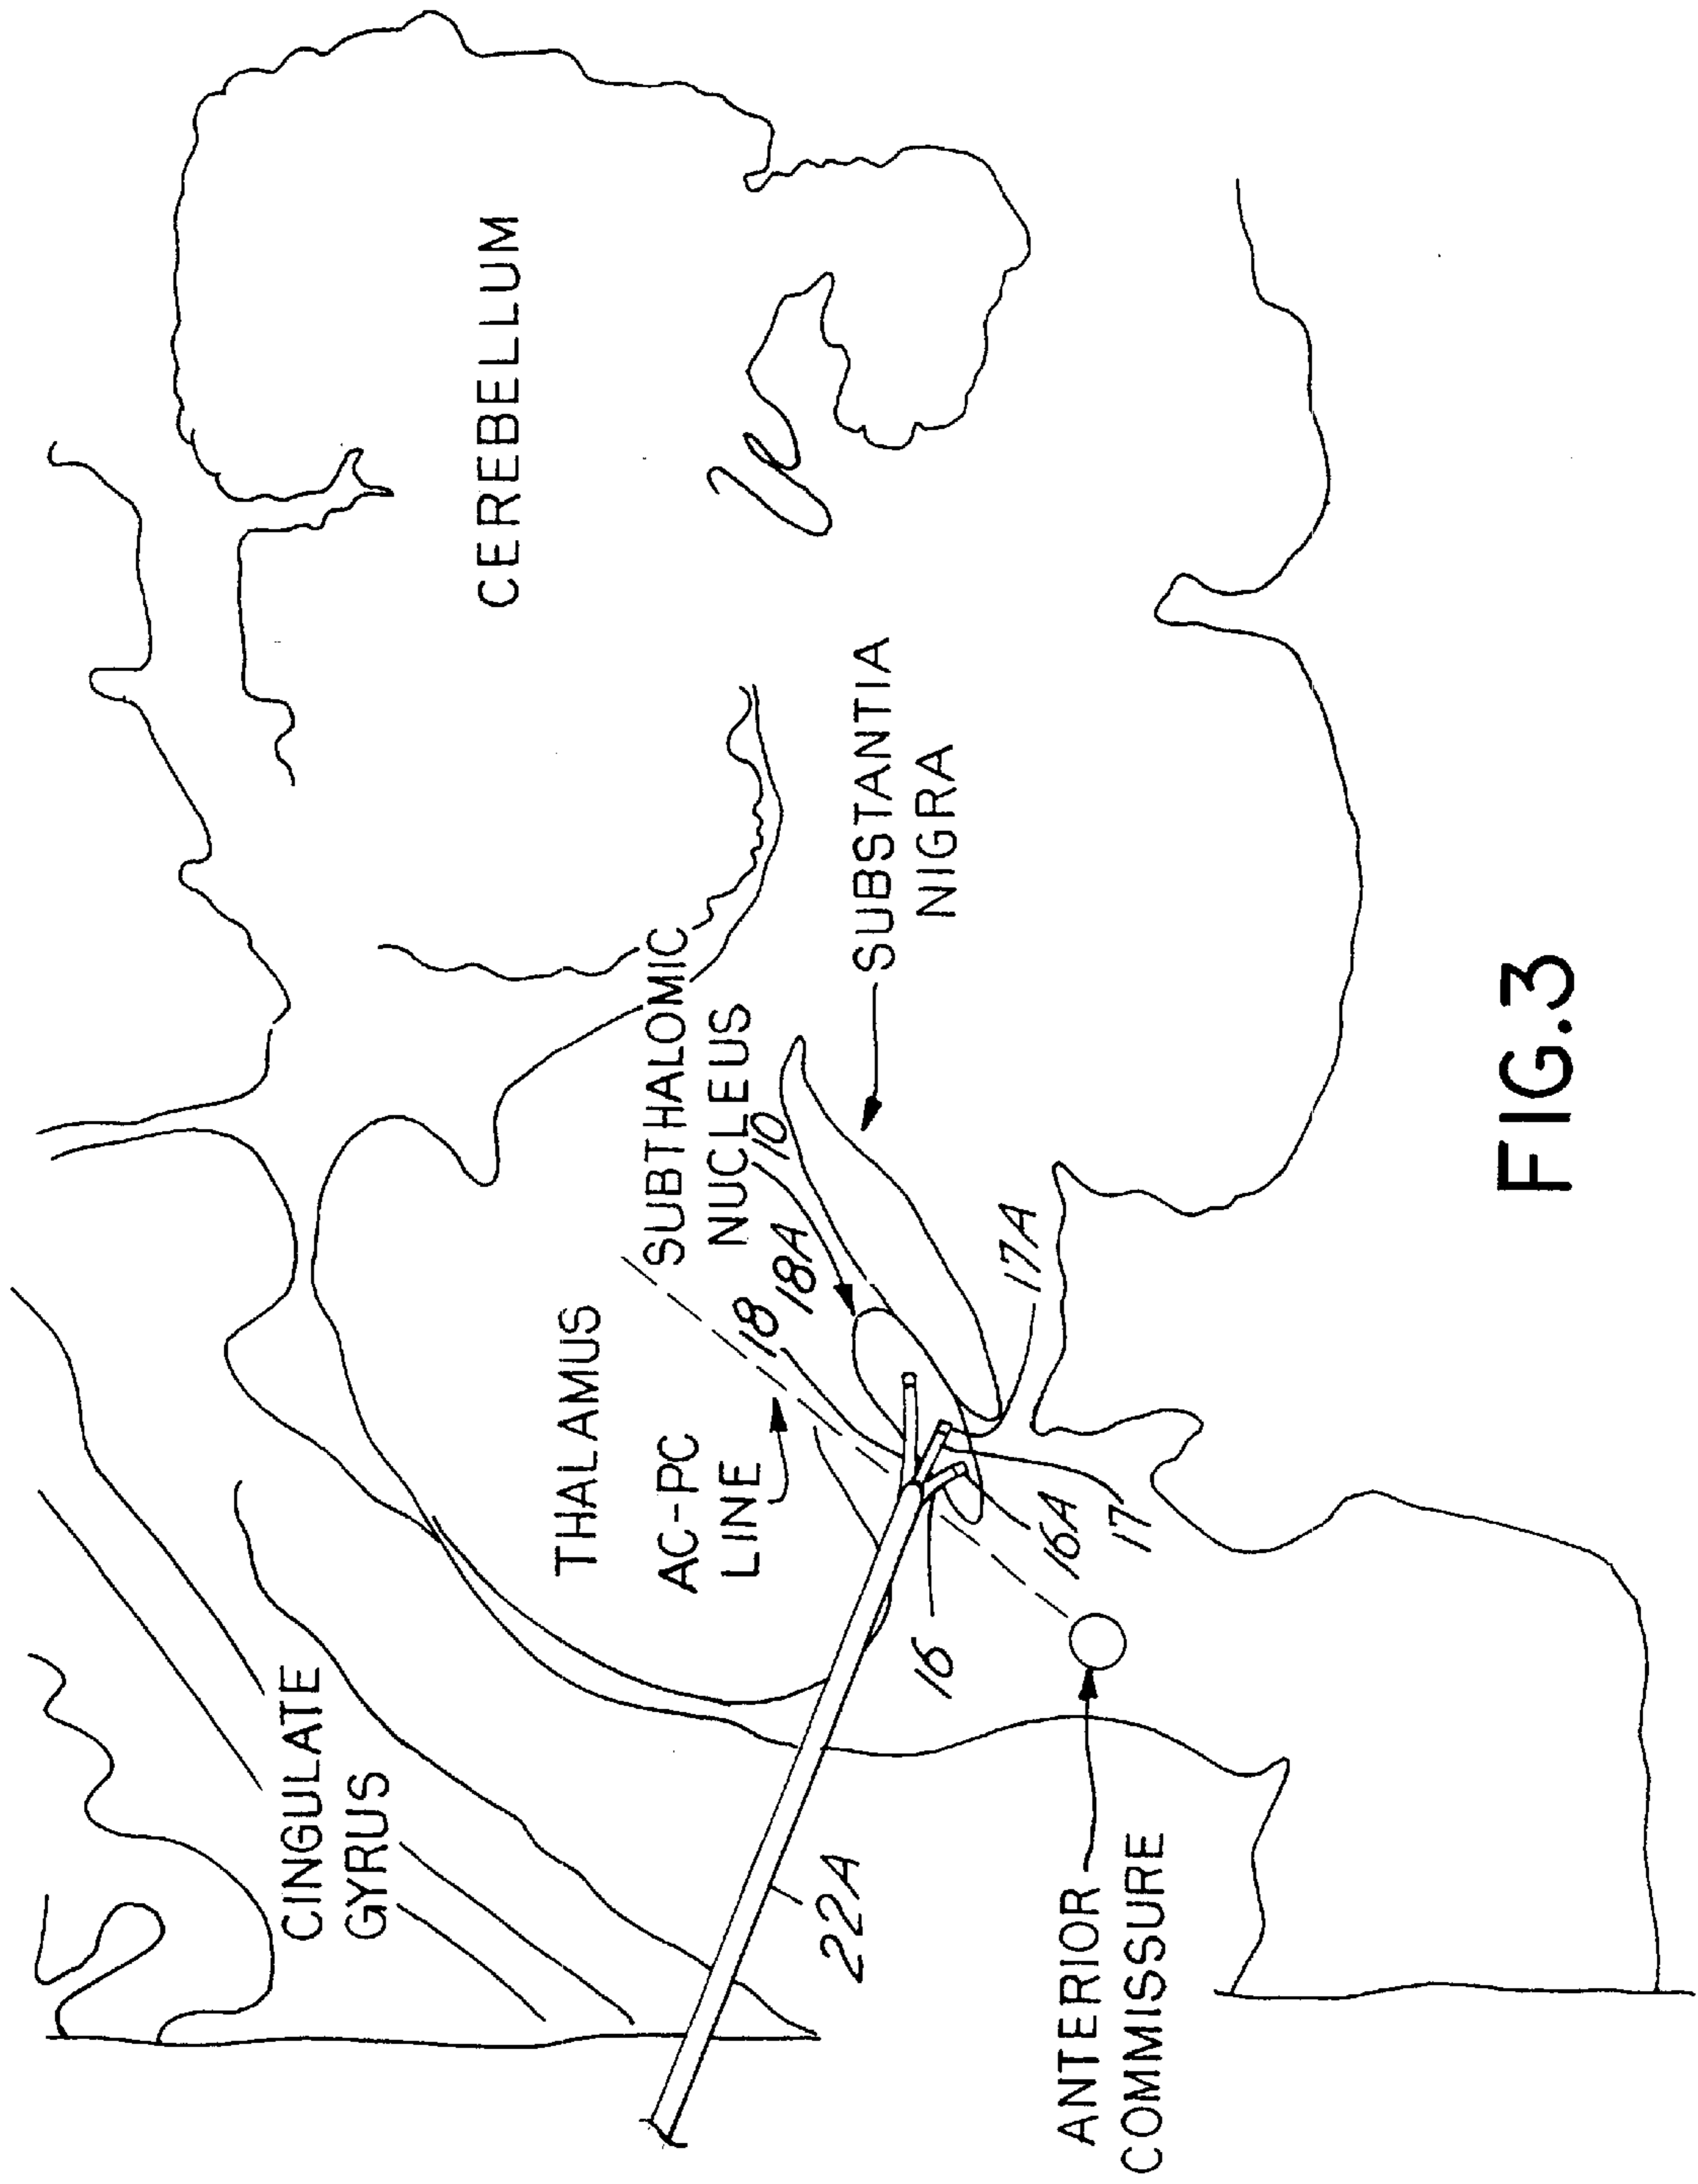 CINGULATE
GYRUS
CEREBELLUM
THALAMUS
AC-PC
LINE
SUBTHALOMIC
NUCLEUS
10
18
18A
SUBSTANTIA
NIGRA
22A
16
17A
16A
17
ANTERIOR
COMMISSURE
FIG.3